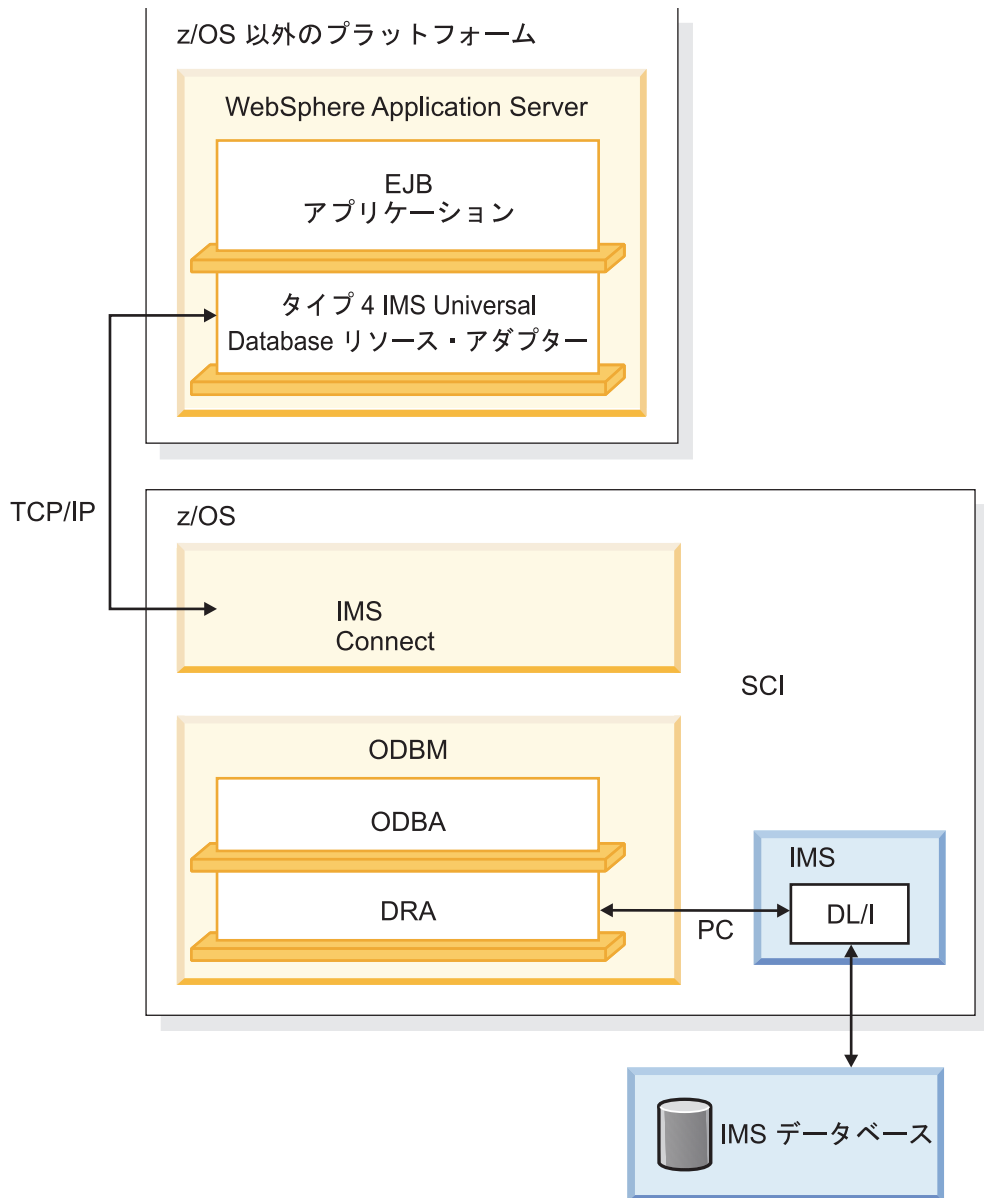 z/OS 以外のプラットフォーム
WebSphere Application Server
EJB
アプリケーション
タイプ 4 IMS Universal
Database リソース・アダプター
TCP/IP
z/OS
IMS
Connect
SCI
ODBM
ODBA
DRA
PC
IMS
DL/I
IMS データベース